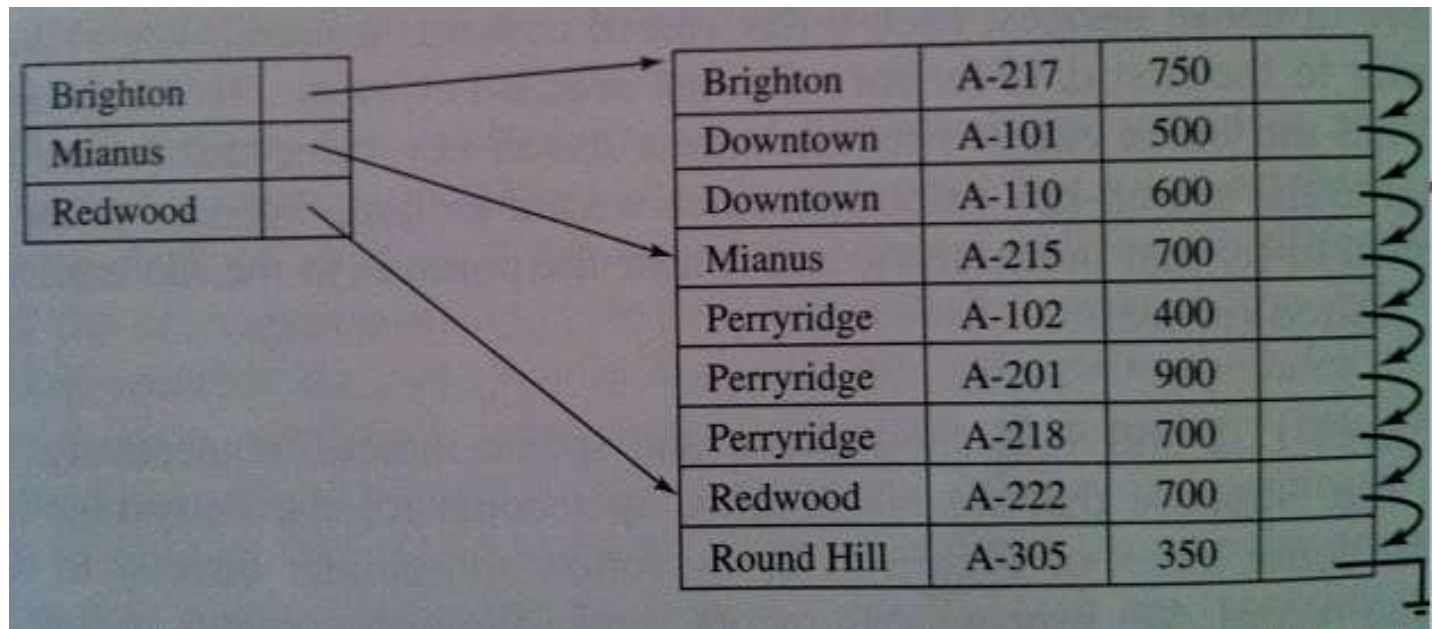 Brighton
Mianus
Redwood
Brighton A-217 750
Downtown A-101 500
Downtown A-110 600
Mianus A-215 700
Perryridge A-102 400
Perryridge A-201 900
Perryridge A-218 700
Redwood A-222 700
Round Hill A-305 350